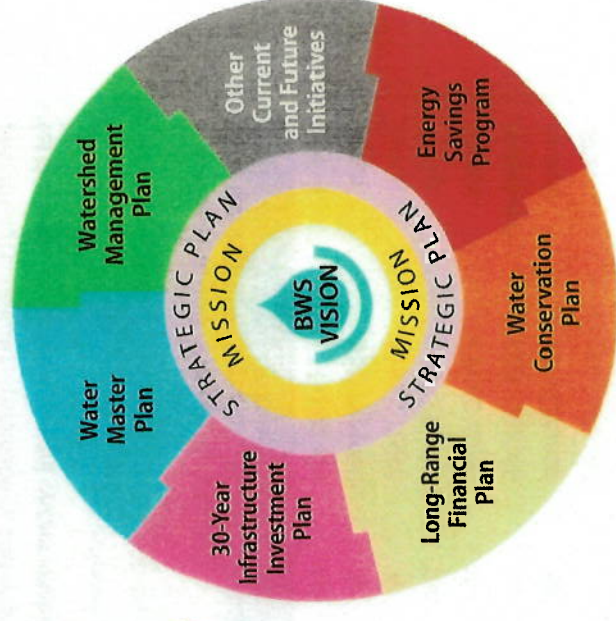 Other
Current
and Future
Initiatives
Energy
Savings
Program
Water
Conservation
Plan
Long-Range
Financial
Plan
30-Year
Infrastructure
Investment
Plan
Water
Master
Plan
Watershed
Management
Plan
STRATEGIC PLAN
MISSION
BWS
VISION
MISSION
STRATEGIC PLAN